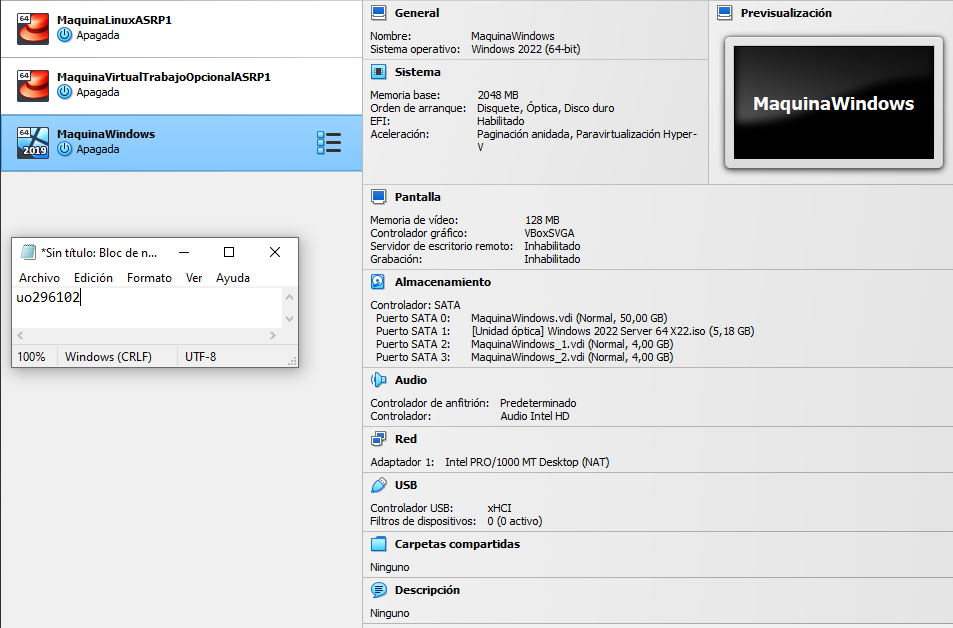 64
MaquinaLinuxASRP1
Apagada
64
MaquinaVirtualTrabajoOpcionalASRP1
Apagada
64
2019
MaquinaWindows
Apagada
*Sin título: Bloc de n...
Archivo Edición Formato Ver Ayuda
uo296102
100% Windows (CRLF) UTF-8
General
Nombre: MaquinaWindows
Sistema operativo: Windows 2022 (64-bit)
Sistema
Memoria base: 2048 MB
Orden de arranque: Disquete, Óptica, Disco duro
EFI: Habilitado
Aceleración: Paginación anidada, Paravirtualización Hyper-
V
Previsualización
MaquinaWindows
Pantalla
Memoria de vídeo: 128 MB
Controlador gráfico: VBoxSVGA
Servidor de escritorio remoto: Inhabilitado
Grabación: Inhabilitado
Almacenamiento
Controlador: SATA
Puerto SATA 0: MaquinaWindows.vdi (Normal, 50,00 GB)
Puerto SATA 1: [Unidad óptica] Windows 2022 Server 64 X22.iso (5,18 GB)
Puerto SATA 2: MaquinaWindows_1.vdi (Normal, 4,00 GB)
Puerto SATA 3: MaquinaWindows_2.vdi (Normal, 4,00 GB)
Audio
Controlador de anfitrión: Predeterminado
Controlador: Audio Intel HD
Red
Adaptador 1: Intel PRO/1000 MT Desktop (NAT)
USB
Controlador USB: xHCI
Filtros de dispositivos: 0 (0 activo)
Carpetas compartidas
Ninguno
Descripción
Ninguno